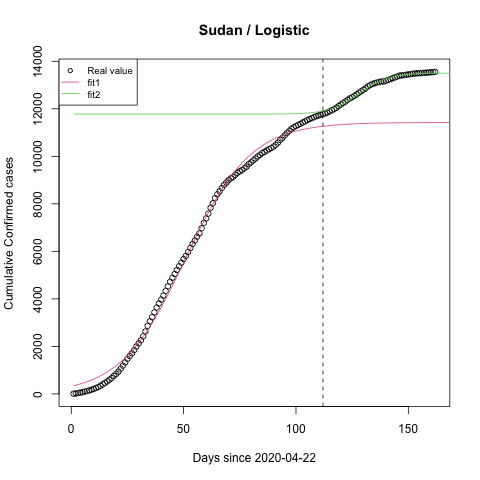 Sudan / Logistic
Real value
fit1
fit2
Cumulative Confirmed cases
14000
12000
10000
8000
6000
4000
2000
0
0 50 100 150
Days since 2020-04-22